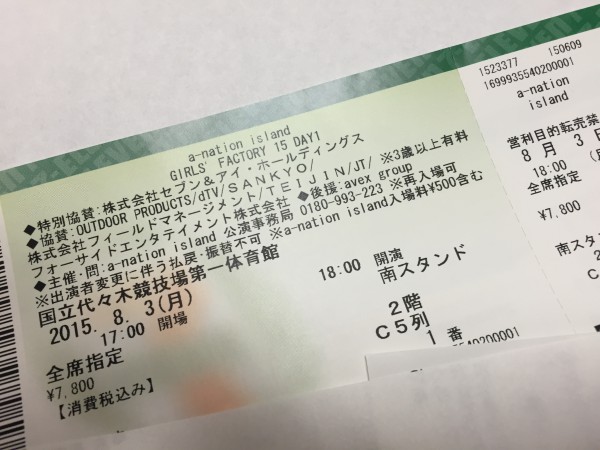 a-nation island
GIRLS' FACTORY 15 DAY1
◆特別協賛:株式会社セブン&アイ・ホールディングス
◆協賛:OUTDOOR PRODUCTS/dTV/SANKYO/
株式会社フィールドマネージメント/TEIJIN/JT/ ※3歳以上有料
フォーサイドエンタテイメント株式会社 ◆後援:avex group
◆主催・問:a-nation island 公演事務局 0180-993-223 ※再入場可
※出演者変更に伴う払戻・振替不可 ※a-nation island入場料¥500含む
国立代々木競技場第一体育館
2015. 8. 3(月)
17:00 開場
18:00 開演
全席指定
¥7,800
【消費税込み】
南スタンド
2階
C5列
1 番
1523377 150609
169993554020001
a-nation
island
営利目的転売禁
8月 3日
18:00
全席指定
¥7,800
南ス